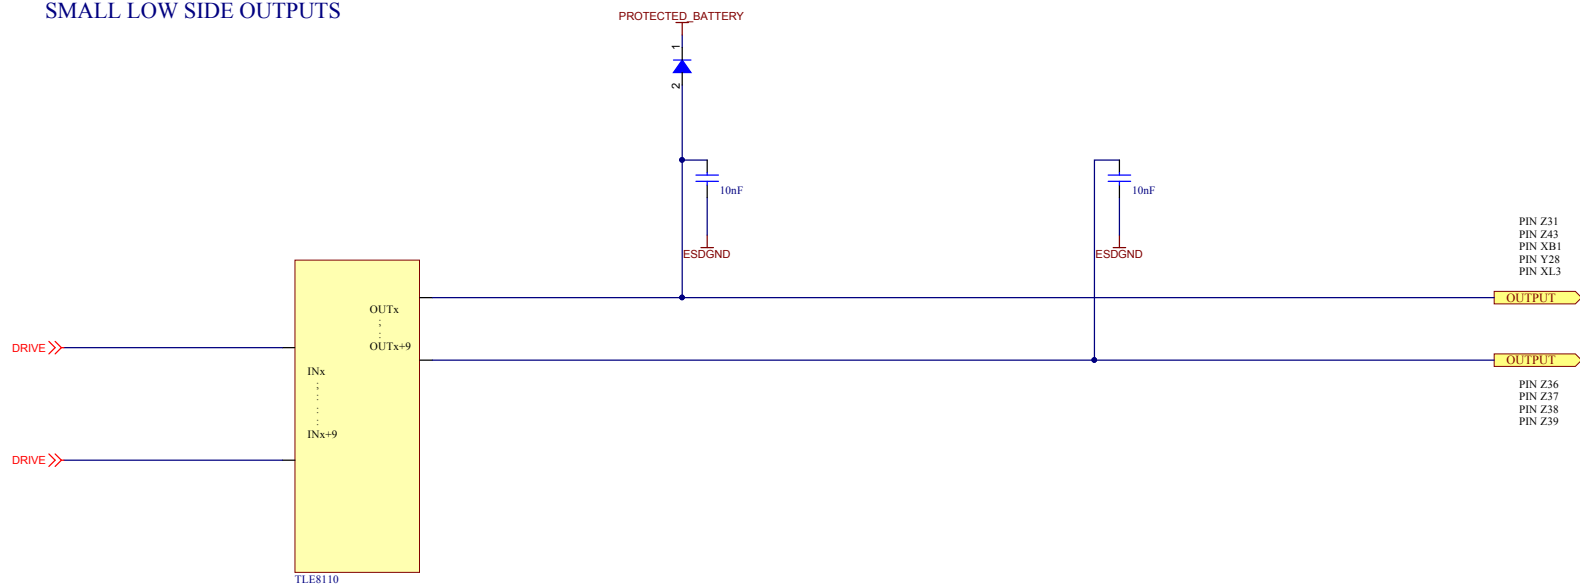 SMALL LOW SIDE OUTPUTS
PROTECTED_BATTERY
1
2
10nF
10nF
ESDGND
ESDGND
PIN Z31
PIN Z43
PIN XB1
PIN Y28
PIN XL3
OUTPUT
OUTx
;
:
OUTx+9
DRIVE
OUTPUT
INx
;
:
:
:
INx+9
PIN Z36
PIN Z37
PIN Z38
PIN Z39
DRIVE
TLE8110